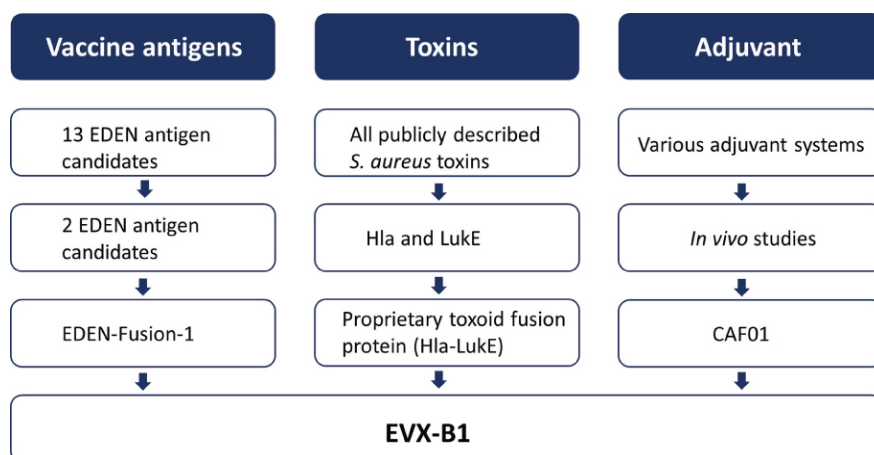 Vaccine antigens
Toxins
Adjuvant
13 EDEN antigen
candidates
All publicly described
S. aureus toxins
Various adjuvant systems
2 EDEN antigen
candidates
Hla and LukE
In vivo studies
EDEN-Fusion-1
Proprietary toxoid fusion
protein (Hla-LukE)
CAF01
EVX-B1